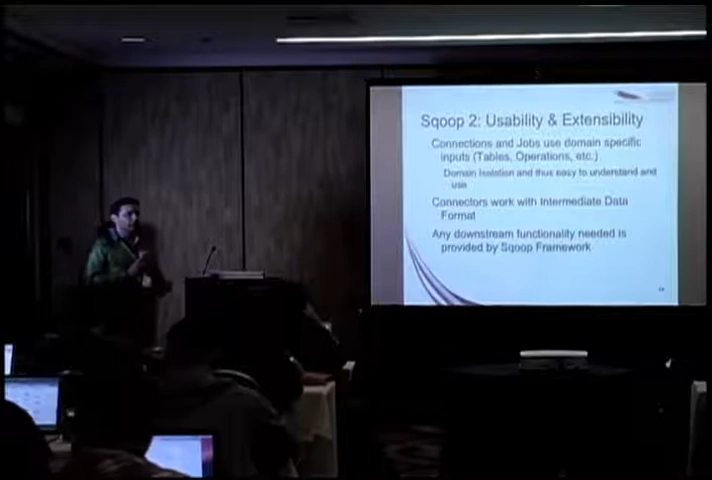 Sqoop 2: Usability & Extensibility
Connections and Jobs use domain specific
inputs (Tables, Operations, etc.)
Domain Isolation and thus easy to understand and
use
Connectors work with Intermediate Data
Format
Any downstream functionality needed is
provided by Sqoop Framework